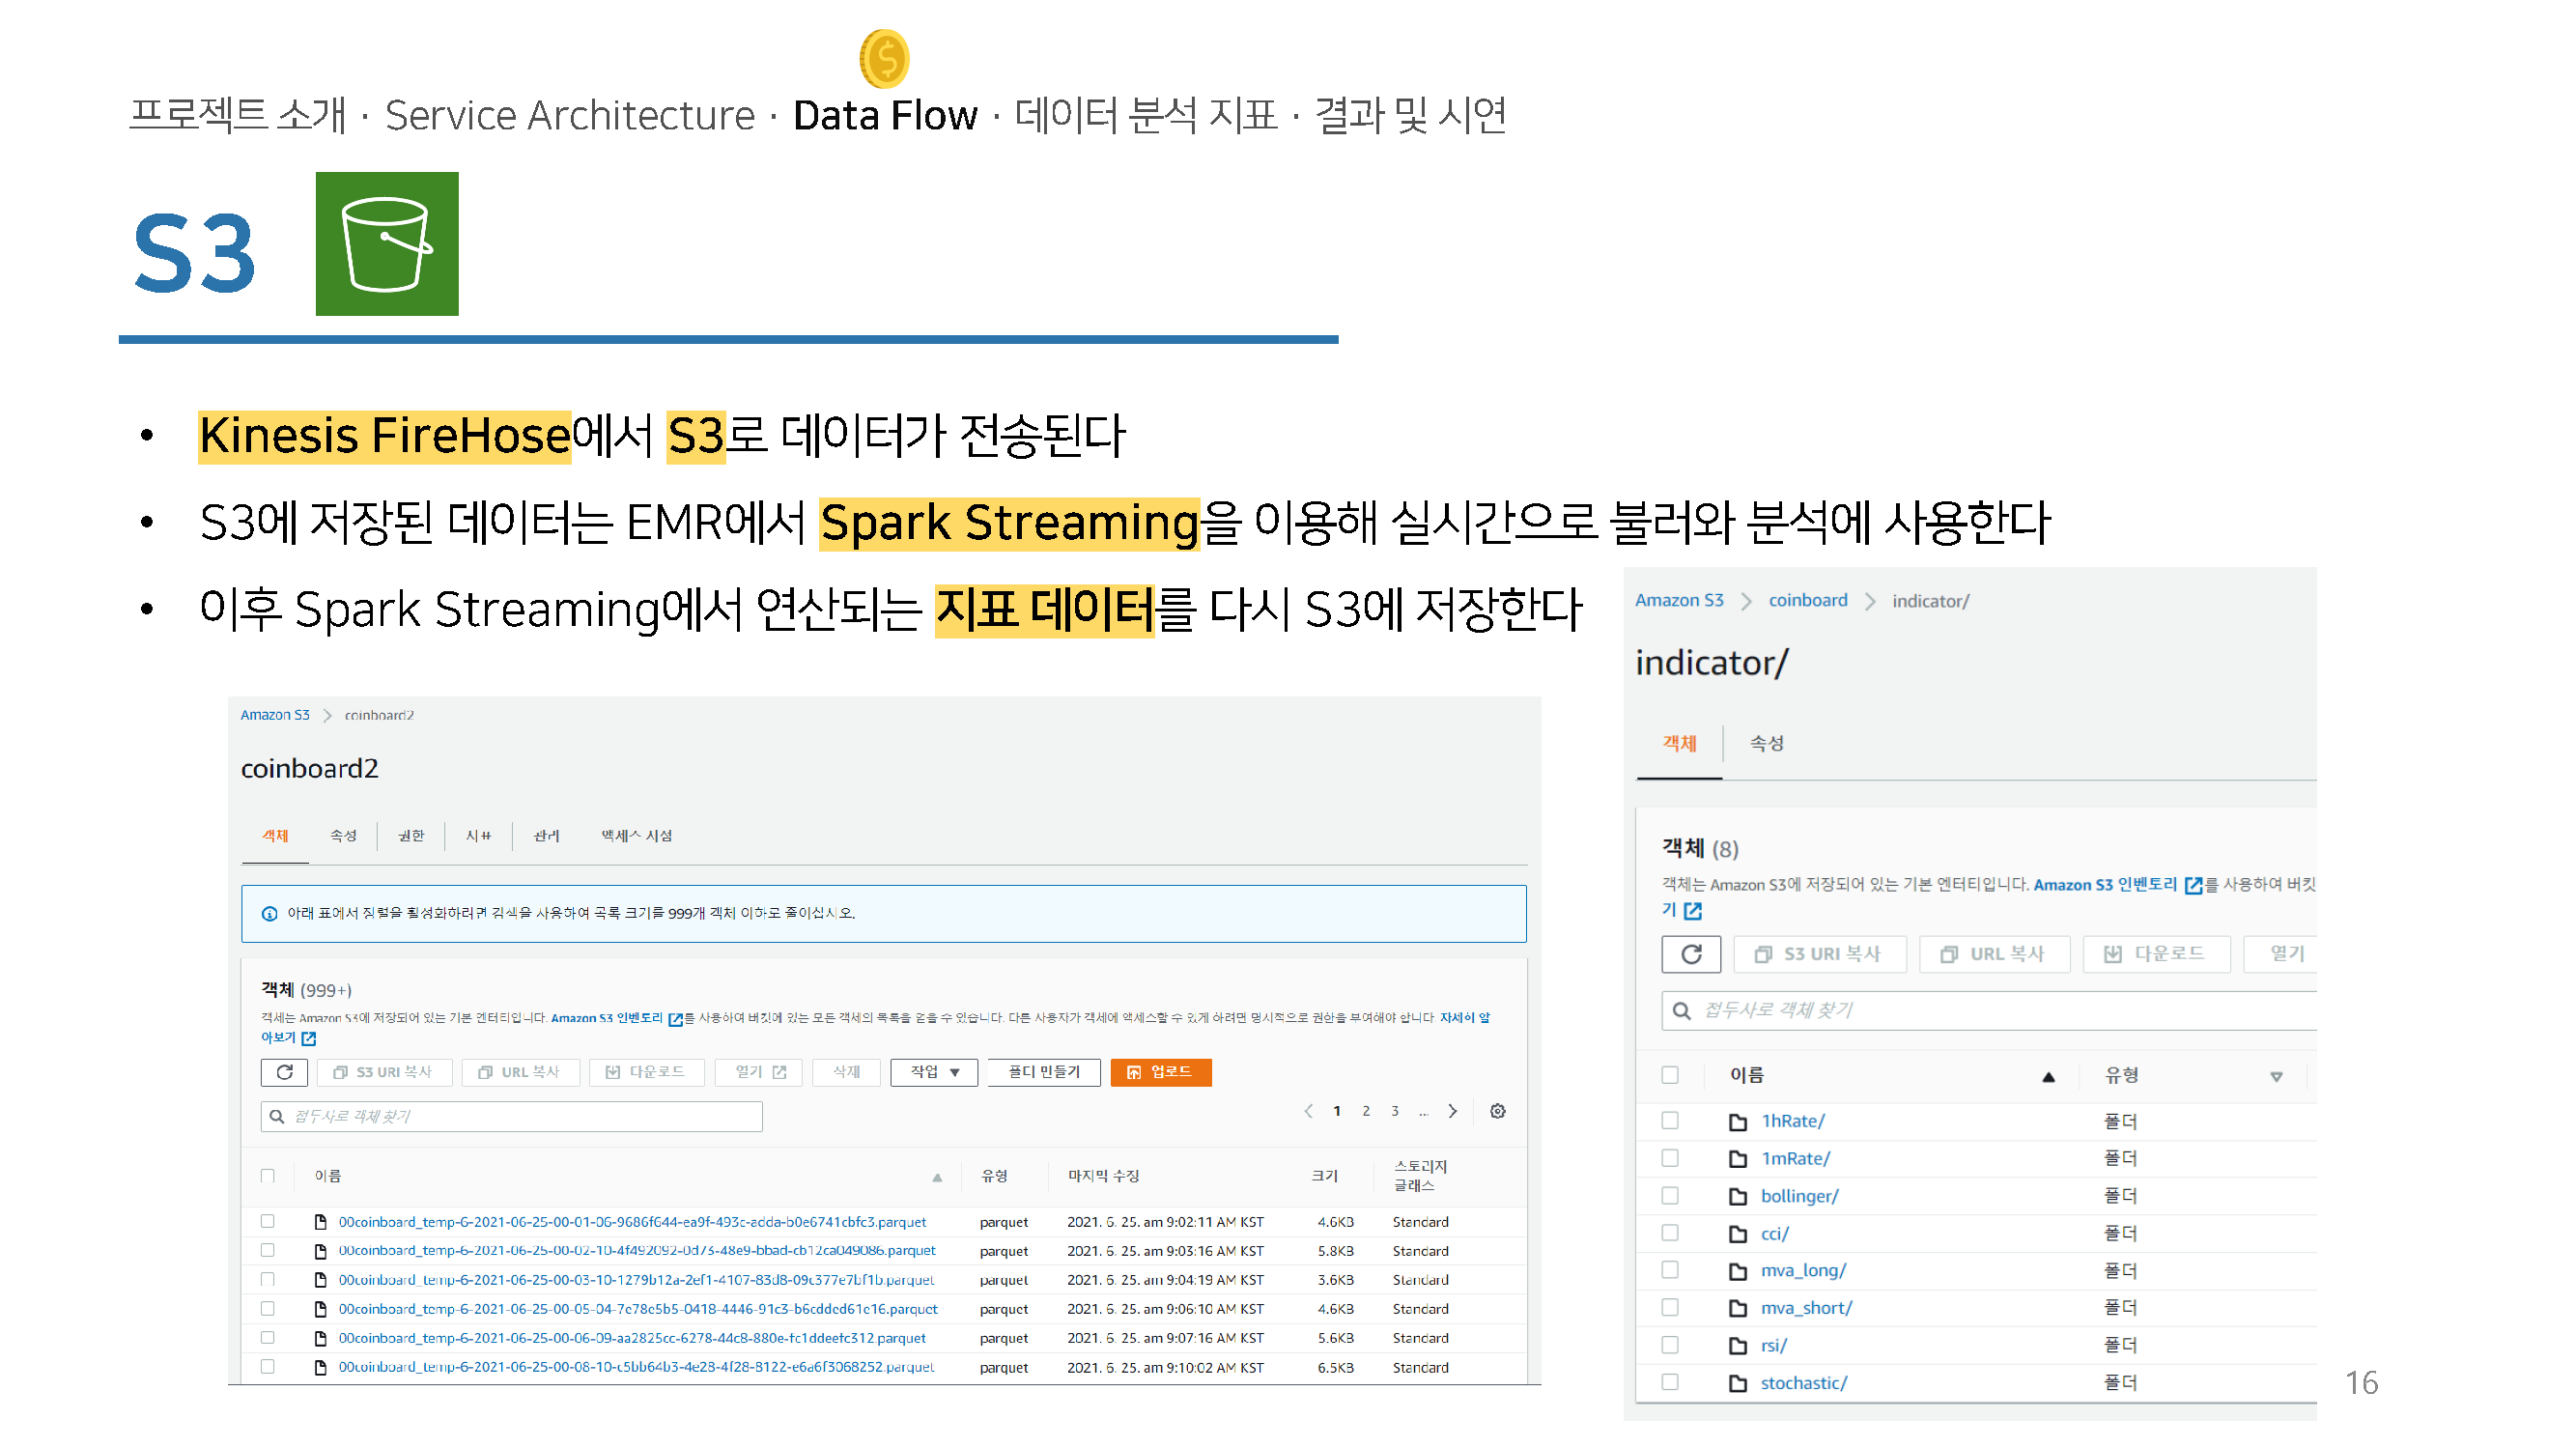 프로젝트 소개 · Service Architecture · Data Flow · 데이터 분석 지표 · 결과 및 시연
S3
• Kinesis FireHose에서 S3로 데이터가 전송된다
• S3에 저장된 데이터는 EMR에서 Spark Streaming을 이용해 실시간으로 불러와 분석에 사용한다
• 이후 Spark Streaming에서 연산되는 지표 데이터를 다시 S3에 저장한다
Amazon S3 > coinboard2
coinboard2
객체 속성 권한 지표 관리 액세스 지점
아래 표에서 정렬을 활성화하려면 검색을 사용하여 목록 크기를 999개 객체 이하로 줄이십시오.
객체 (999+)
객체는 Amazon S3에 저장되어 있는 기본 엔터티입니다. Amazon S3 인벤토리 를 사용하여 버킷에 있는 모든 객체의 목록을 얻을 수 있습니다. 다른 사용자가 객체에 액세스할 수 있게 하려면 명시적으로 권한을 부여해야 합니다. 자세히 알
아보기
S3 URI 복사 URL 복사 다운로드 열기 삭제 작업 ▼ 폴더 만들기 업로드
접두사로 객체 찾기
< 1 2 3 ... >
이름 ▲ 유형 마지막 수정 크기 스토리지
클래스
00coinboard_temp-6-2021-06-25-00-01-06-9686f644-ea9f-493c-adda-b0e6741cbfc3.parquet parquet 2021. 6. 25. am 9:02:11 AM KST 4.6KB Standard
00coinboard_temp-6-2021-06-25-00-02-10-4f492092-0d73-48e9-bbad-cb12ca049086.parquet parquet 2021. 6. 25. am 9:03:16 AM KST 5.8KB Standard
00coinboard_temp-6-2021-06-25-00-03-10-1279b12a-2ef1-4107-83d8-09c377e7bf1b.parquet parquet 2021. 6. 25. am 9:04:19 AM KST 3.6KB Standard
00coinboard_temp-6-2021-06-25-00-05-04-7e78e5b5-0418-4446-91c3-b6cdded61e16.parquet parquet 2021. 6. 25. am 9:06:10 AM KST 4.6KB Standard
00coinboard_temp-6-2021-06-25-00-06-09-aa2825cc-6278-44c8-880e-fc1ddeefc312.parquet parquet 2021. 6. 25. am 9:07:16 AM KST 5.6KB Standard
00coinboard_temp-6-2021-06-25-00-08-10-c5bb64b3-4e28-4f28-8122-e6a6f3068252.parquet parquet 2021. 6. 25. am 9:10:02 AM KST 6.5KB Standard
Amazon S3 > coinboard > indicator/
indicator/
객체 속성
객체 (8)
객체는 Amazon S3에 저장되어 있는 기본 엔터티입니다. Amazon S3 인벤토리 를 사용하여 버킷
기
S3 URI 복사 URL 복사 다운로드 열기
접두사로 객체 찾기
이름 ▲ 유형 ▽
1hRate/ 폴더
1mRate/ 폴더
bollinger/ 폴더
cci/ 폴더
mva_long/ 폴더
mva_short/ 폴더
rsi/ 폴더
stochastic/ 폴더
16